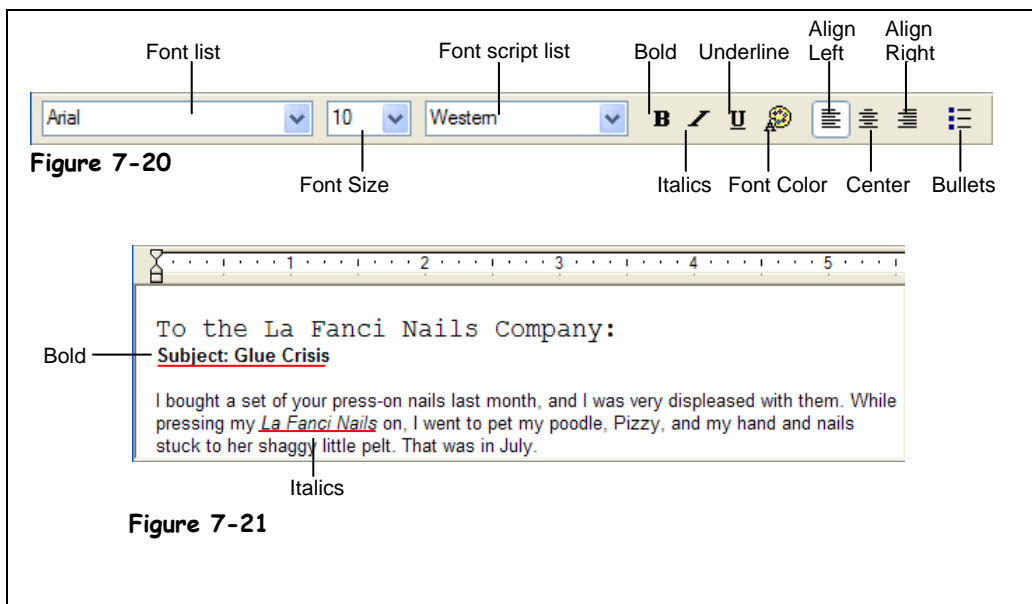 Align Align
Font list Font script list Bold Underline Left Right
Arial 10 Western B I U A
Figure 7-20
Font Size Italics Font Color Center Bullets
1 2 3 4 5
To the La Fanci Nails Company:
Bold Subject: Glue Crisis
I bought a set of your press-on nails last month, and I was very displeased with them. While
pressing my La Fanci Nails on, I went to pet my poodle, Pizzy, and my hand and nails
stuck to her shaggy little pelt. That was in July.
Italics
Figure 7-21